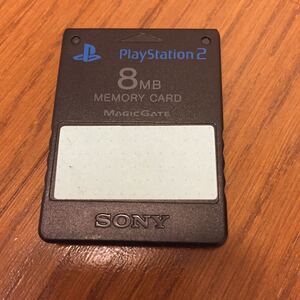 PlayStation 2
8MB
MEMORY CARD
MAGICGATE
SONY